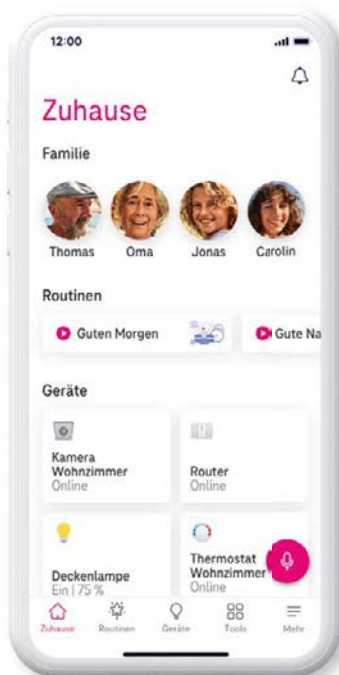 12:00
Zuhause
Familie
Thomas Oma Jonas Carolin
Routinen
Guten Morgen Gute Na
Geräte
Kamera
Wohnzimmer
Online
Router
Online
Deckenlampe
Ein | 75 %
Thermostat
Wohnzimmer
Online
Zuhause Routinen Geräte Tools Mehr